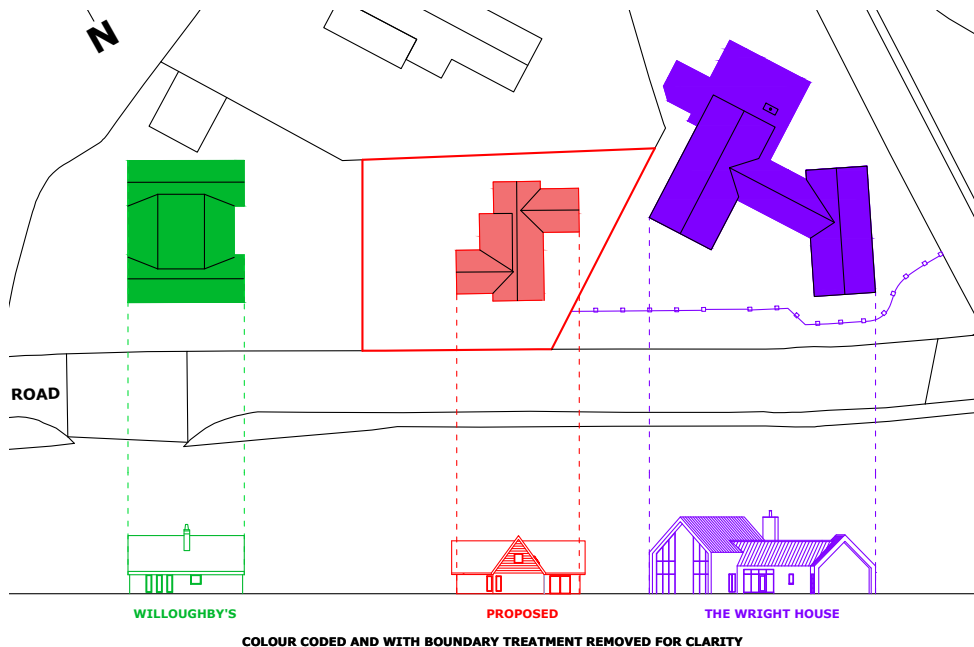 N
ROAD
WILLOUGHBY'S PROPOSED THE WRIGHT HOUSE
COLOUR CODED AND WITH BOUNDARY TREATMENT REMOVED FOR CLARITY